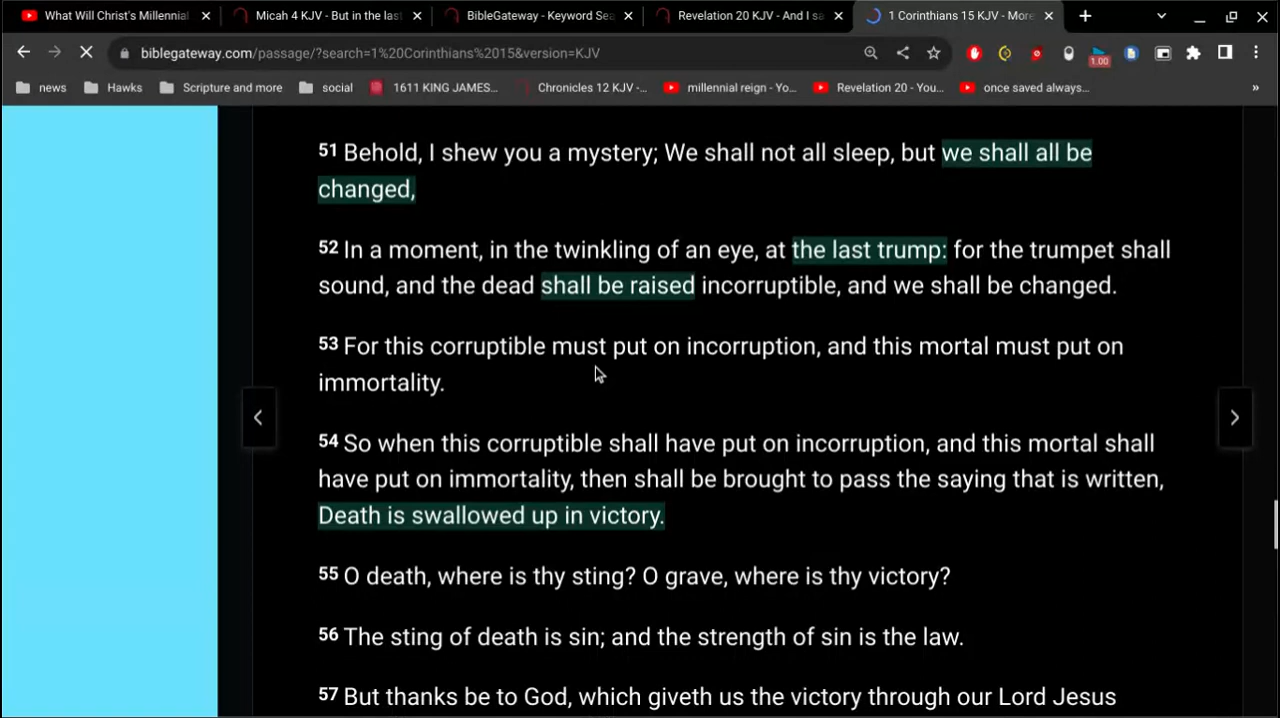 What Will Christ's Millennial
Micah 4 KJV - But in the last
BibleGateway - Keyword Sea
Revelation 20 KJV - And I sa
1 Corinthians 15 KJV - More
biblegateway.com/passage/?search=1%20Corinthians%2015&version=KJV
1.00
news
Hawks
Scripture and more
social
1611 KING JAMES...
Chronicles 12 KJV -...
millennial reign - Yo...
Revelation 20 - You...
once saved always...
»
51 Behold, I shew you a mystery; We shall not all sleep, but we shall all be
changed,
52 In a moment, in the twinkling of an eye, at the last trump: for the trumpet shall
sound, and the dead shall be raised incorruptible, and we shall be changed.
53 For this corruptible must put on incorruption, and this mortal must put on
immortality.
54 So when this corruptible shall have put on incorruption, and this mortal shall
have put on immortality, then shall be brought to pass the saying that is written,
Death is swallowed up in victory.
55 O death, where is thy sting? O grave, where is thy victory?
56 The sting of death is sin; and the strength of sin is the law.
57 But thanks be to God, which giveth us the victory through our Lord Jesus